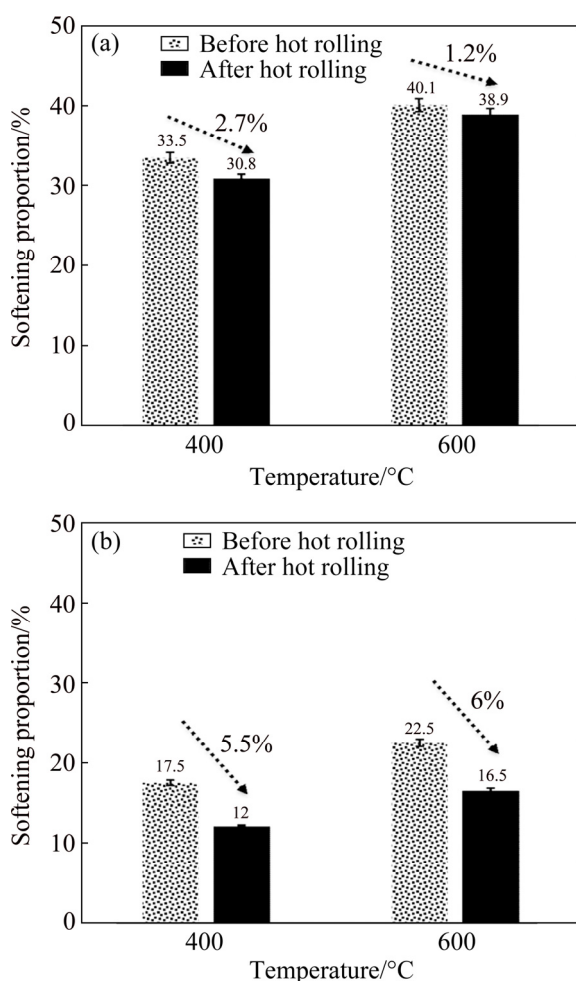 50
(a)
Before hot rolling
After hot rolling
1.2%
40
30
20
10
0
2.7%
33.5
30.8
40.1
38.9
Softening proportion/%
400
600
Temperature/°C
50
(b)
Before hot rolling
After hot rolling
40
30
20
10
0
5.5%
6%
17.5
12
22.5
16.5
Softening proportion/%
400
600
Temperature/°C